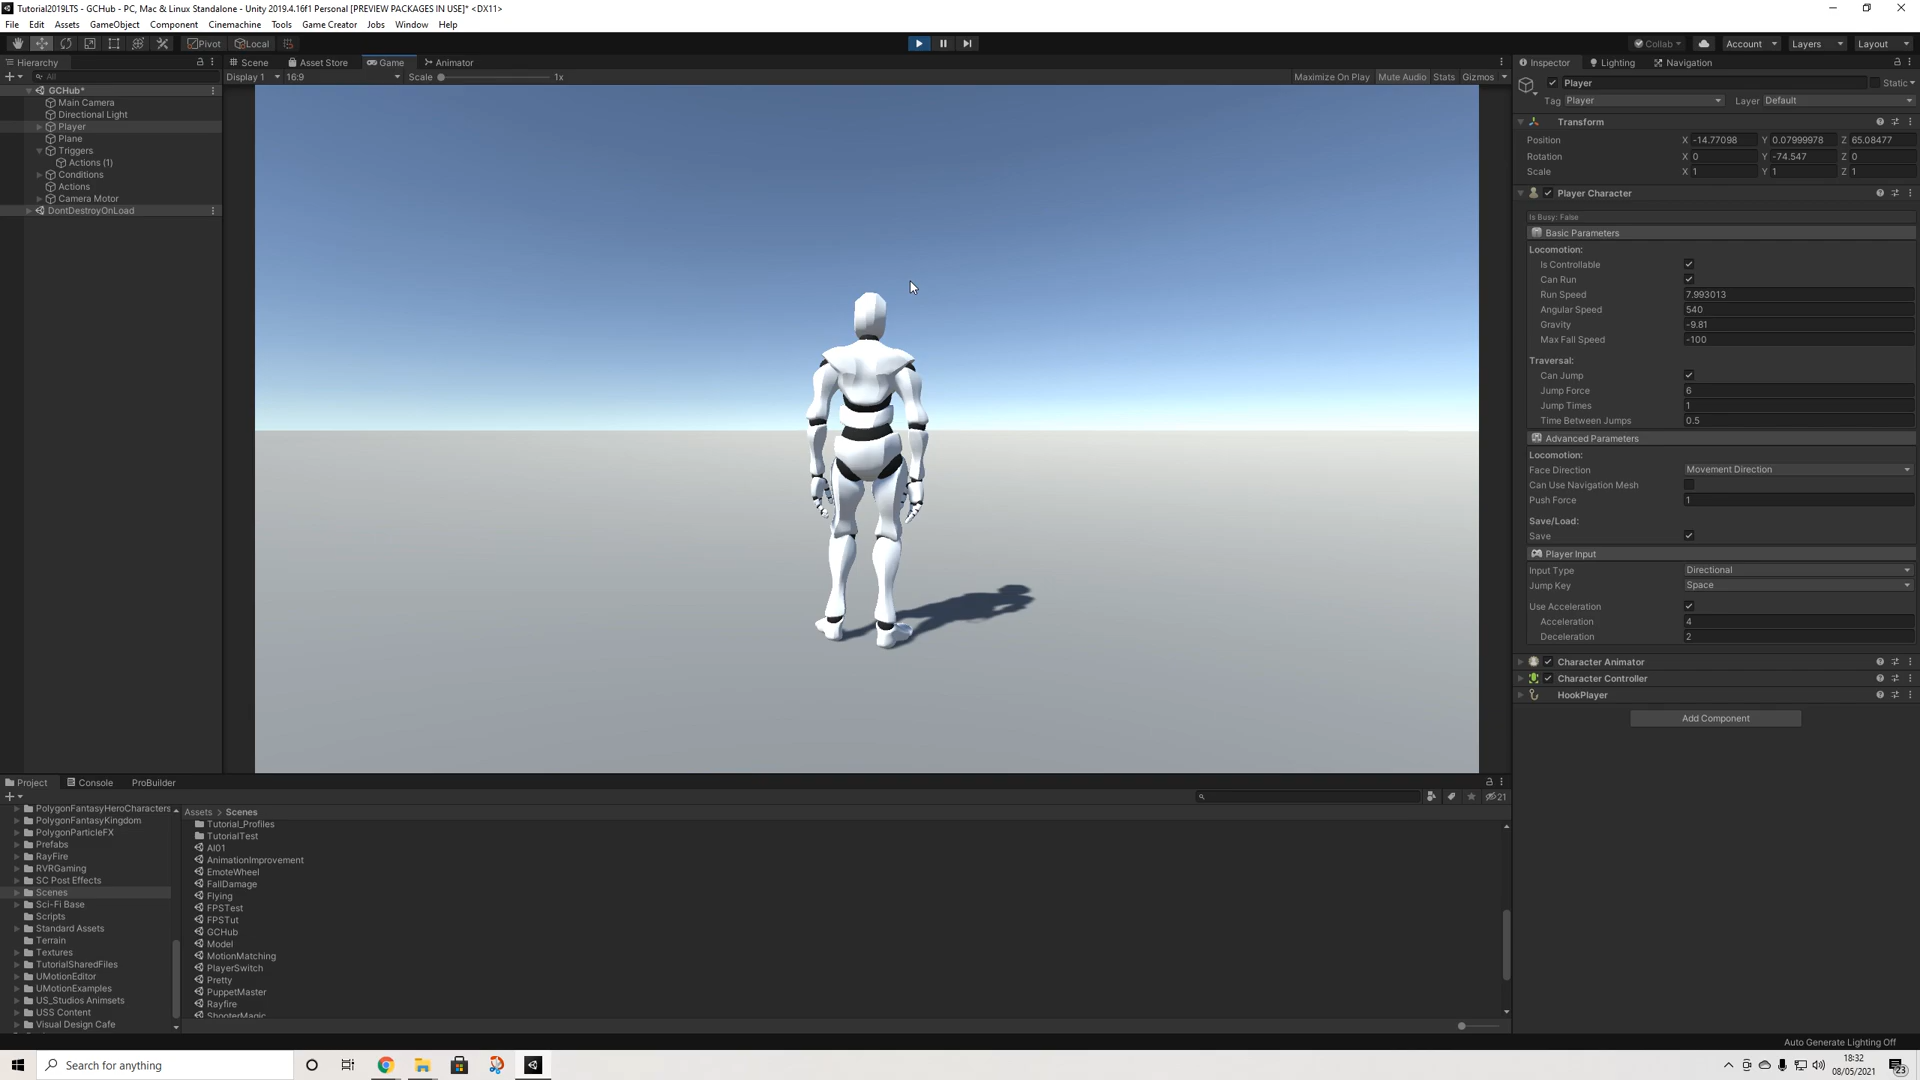 Tutorial2019LTS - GCHub - PC, Mac & Linux Standalone - Unity 2019.4.16f1 Personal [PREVIEW PACKAGES IN USE]* <DX11>
File Edit Assets GameObject Component Cinemachine Tools Game Creator Jobs Window Help
Pivot Local Collab Account Layers Layout
Hierarchy
All
GCHub*
Main Camera
Directional Light
Player
Plane
Triggers
Actions (1)
Conditions
Actions
Camera Motor
DontDestroyOnLoad
Scene Asset Store Game Animator
Display 1 16:9 Scale 1x Maximize On Play Mute Audio Stats Gizmos
Inspector Lighting Navigation
Player Static
Tag Player Layer Default
Transform
Position X -14.77098 Y 0.07999978 Z 65.08477
Rotation X 0 Y -74.547 Z 0
Scale X 1 Y 1 Z 1
Player Character
Is Busy: False
Basic Parameters
Locomotion:
Is Controllable
Can Run
Run Speed 7.993013
Angular Speed 540
Gravity -9.81
Max Fall Speed -100
Traversal:
Can Jump
Jump Force 6
Jump Times 1
Time Between Jumps 0.5
Advanced Parameters
Locomotion:
Face Direction Movement Direction
Can Use Navigation Mesh
Push Force 1
Save/Load:
Save
Player Input
Input Type Directional
Jump Key Space
Use Acceleration
Acceleration 4
Deceleration 2
Character Animator
Character Controller
HookPlayer
Add Component
Project Console ProBuilder
21
PolygonFantasyHeroCharacters
PolygonFantasyKingdom
PolygonParticleFX
Prefabs
RayFire
RVRGaming
SC Post Effects
Scenes
Sci-Fi Base
Scripts
Standard Assets
Terrain
Textures
TutorialSharedFiles
UMotionEditor
UMotionExamples
US_Studios Animsets
USS Content
Visual Design Cafe
Assets > Scenes
Tutorial_Profiles
TutorialTest
AI01
AnimationImprovement
EmoteWheel
FallDamage
Flying
FPSTest
FPSTut
GCHub
Model
MotionMatching
PlayerSwitch
Pretty
PuppetMaster
Rayfire
ShooterMagic
Auto Generate Lighting Off
Search for anything
18:32
08/05/2021
23